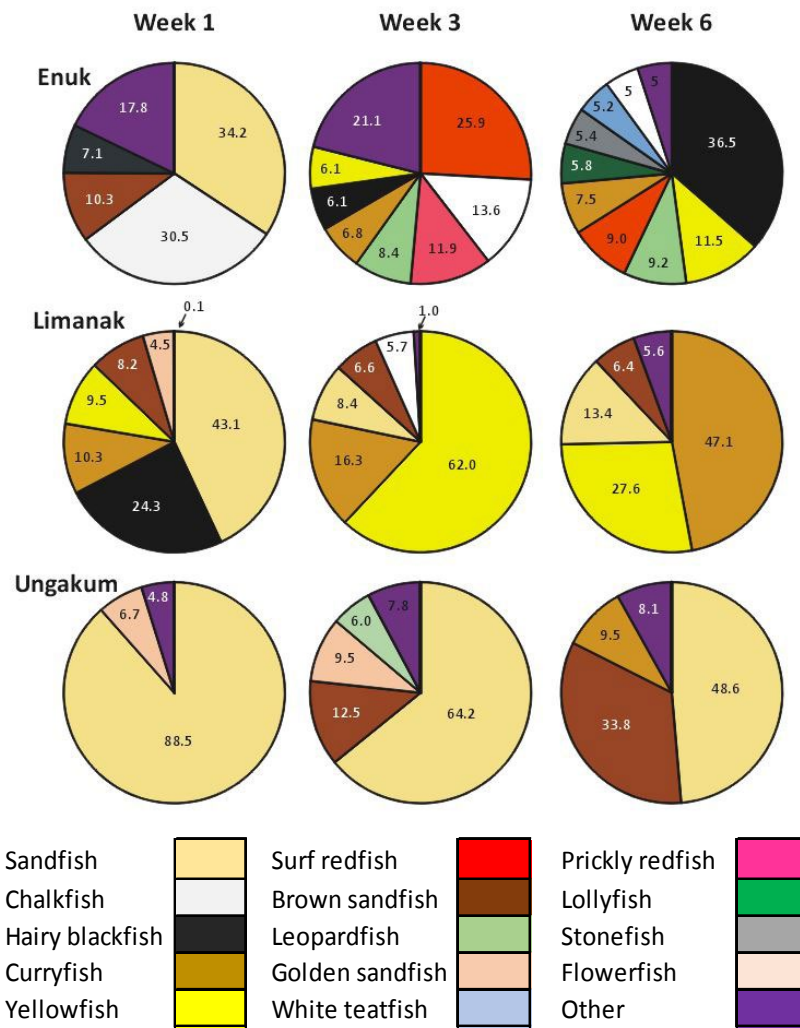 Week 1 Week 3 Week 6
Enuk
17.8 34.2 7.1 10.3 30.5
21.1 25.9 6.1 13.6 6.1 6.8 8.4 11.9
5 5 5.2 36.5 5.4 5.8 7.5 9.0 9.2 11.5
Limanak
0.1 4.5 8.2 9.5 43.1 10.3 24.3
1.0 5.7 6.6 8.4 16.3 62.0
5.6 6.4 13.4 47.1 27.6
Ungakum
4.8 6.7 88.5
7.8 6.0 9.5 12.5 64.2
8.1 9.5 48.6 33.8
Sandfish Surf redfish Prickly redfish
Chalkfish Brown sandfish Lollyfish
Hairy blackfish Leopardfish Stonefish
Curryfish Golden sandfish Flowerfish
Yellowfish White teatfish Other